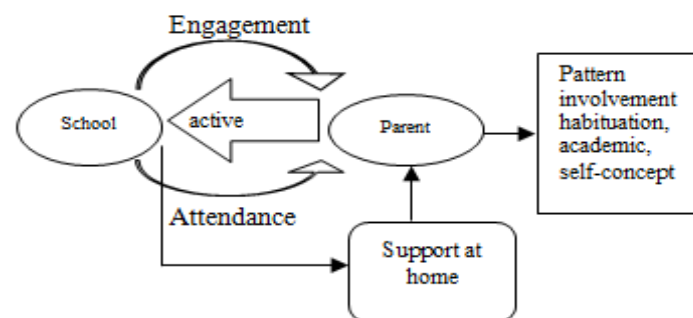 Engagement
School
active
Parent
Pattern
involvement
habituation,
academic,
self-concept
Attendance
Support at
home